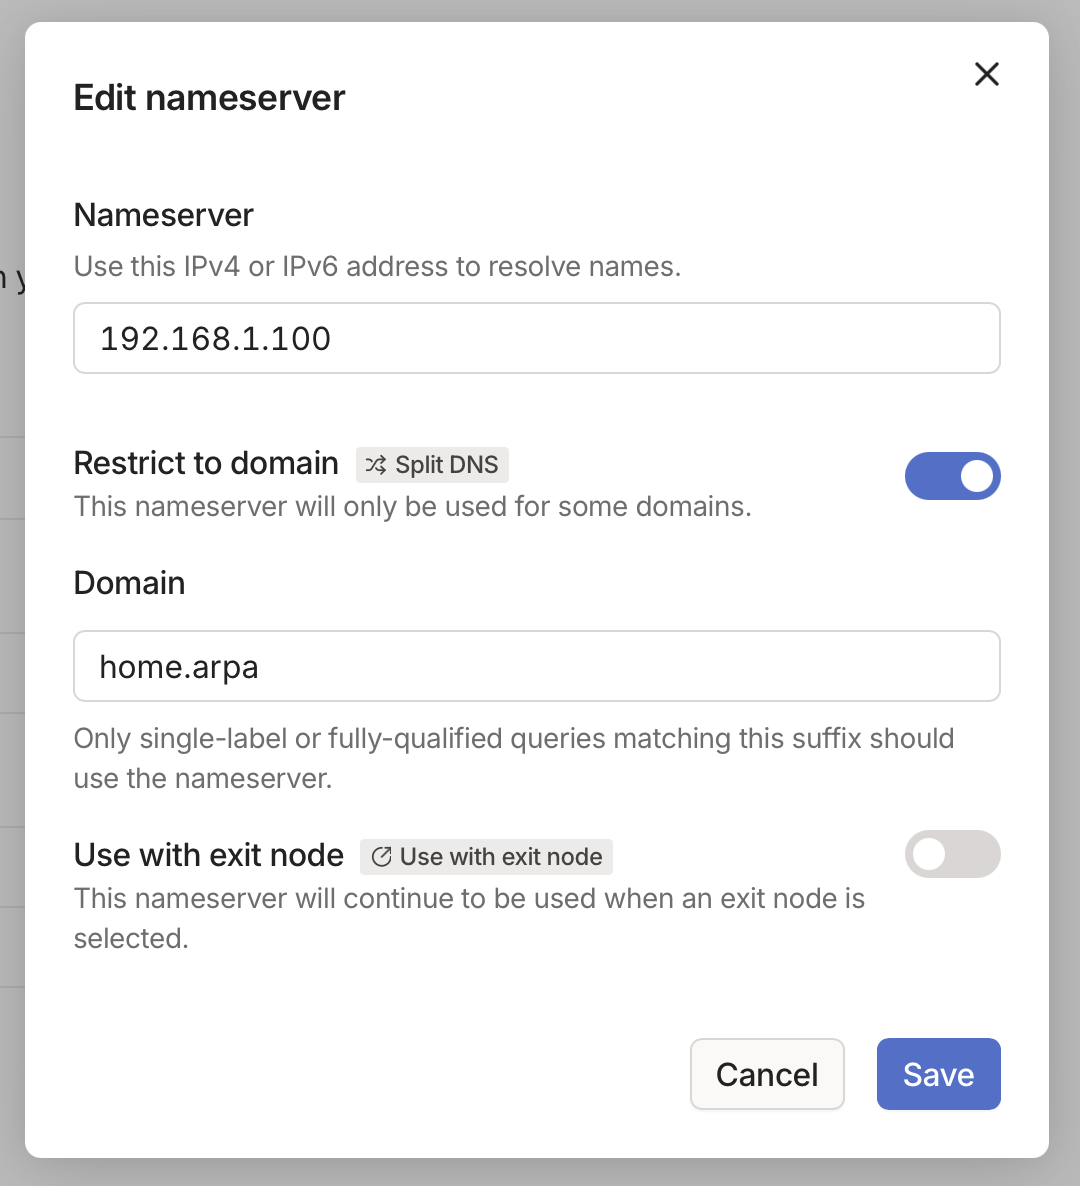 Edit nameserver
Nameserver
Use this IPv4 or IPv6 address to resolve names.
192.168.1.100
Restrict to domain Split DNS
This nameserver will only be used for some domains.
Domain
home.arpa
Only single-label or fully-qualified queries matching this suffix should
use the nameserver.
Use with exit node Use with exit node
This nameserver will continue to be used when an exit node is
selected.
Cancel Save